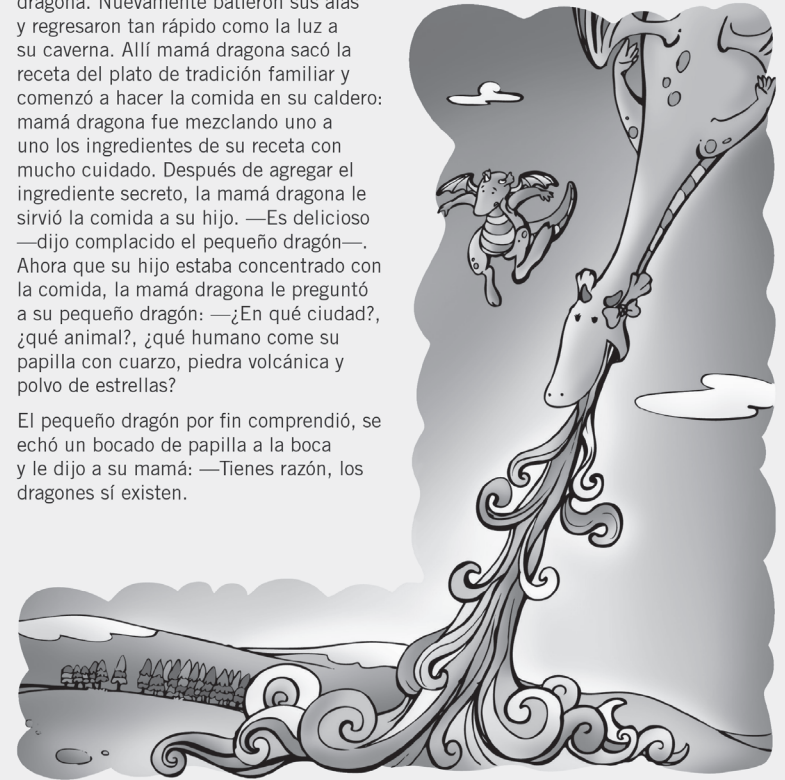 dragona. Nuevamente batieron sus alas
y regresaron tan rápido como la luz a
su caverna. Allí mamá dragona sacó la
receta del plato de tradición familiar y
comenzó a hacer la comida en su caldero:
mamá dragona fue mezclando uno a
uno los ingredientes de su receta con
mucho cuidado. Después de agregar el
ingrediente secreto, la mamá dragona le
sirvió la comida a su hijo. —Es delicioso
—dijo complacido el pequeño dragón—.
Ahora que su hijo estaba concentrado con
la comida, la mamá dragona le preguntó
a su pequeño dragón: —¿En qué ciudad?,
¿qué animal?, ¿qué humano come su
papilla con cuarzo, piedra volcánica y
polvo de estrellas?
El pequeño dragón por fin comprendió, se
echó un bocado de papilla a la boca
y le dijo a su mamá: —Tienes razón, los
dragones sí existen.